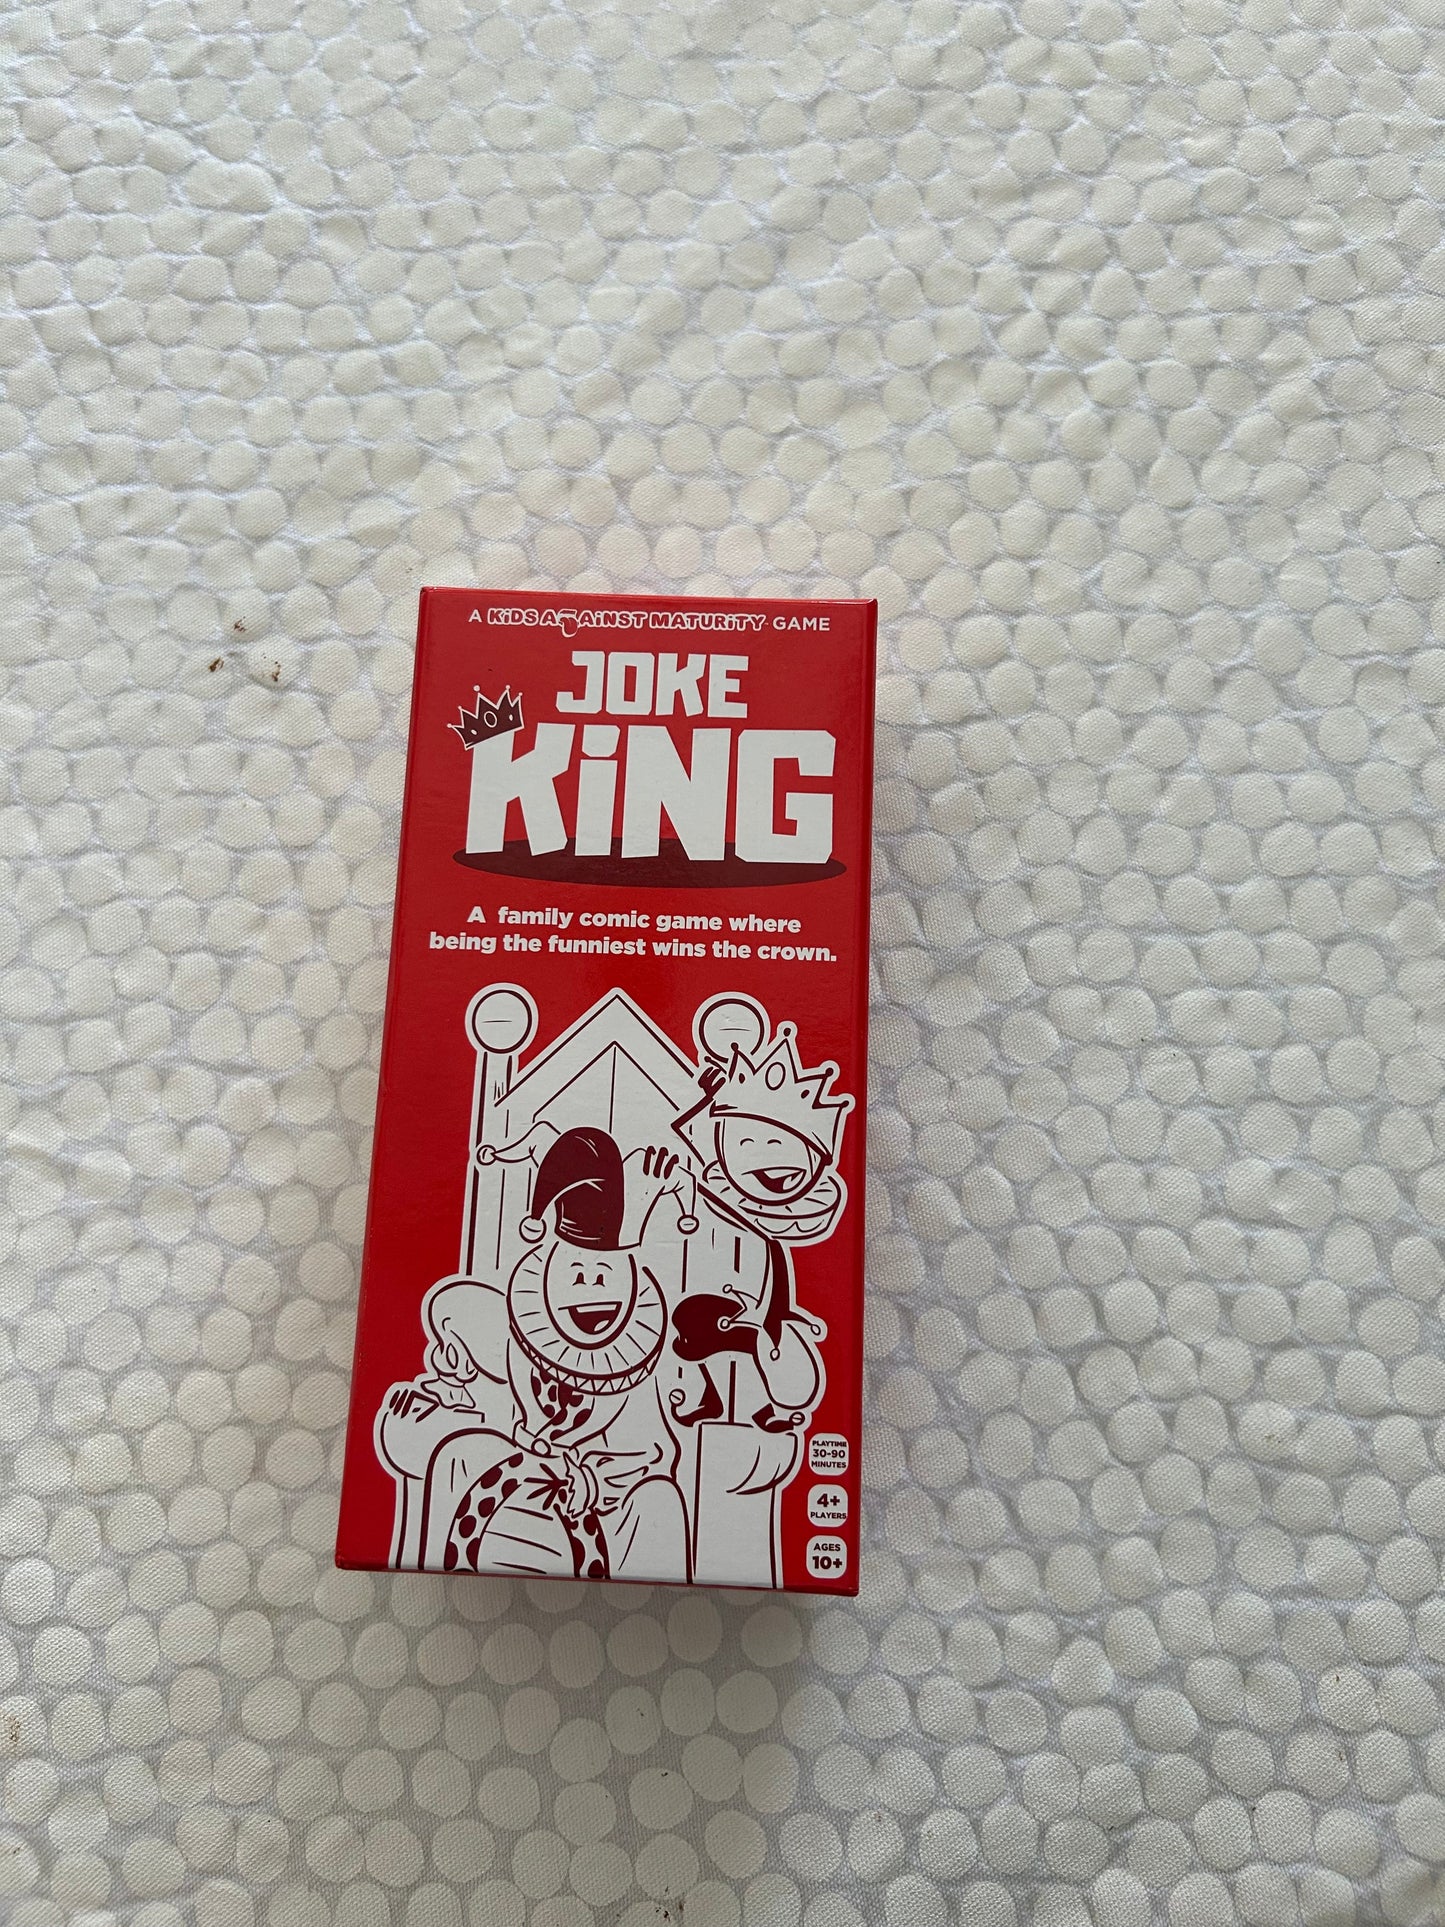 A KiDS AGAiNST MATURiTY GAME
JOKE
KiNG
A family comic game where
being the funniest wins the crown.
PLAYTIME
30-90
MINUTES
4+
PLAYERS
AGES
10+